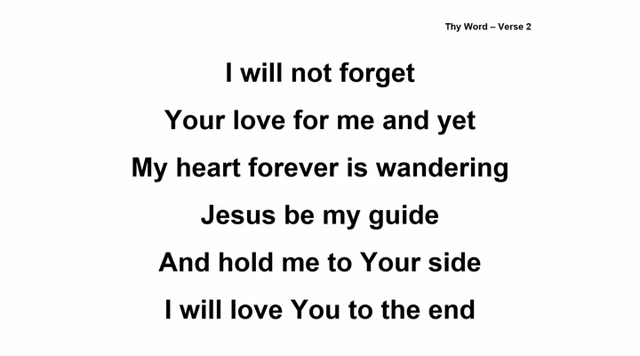 Thy Word – Verse 2
I will not forget
Your love for me and yet
My heart forever is wandering
Jesus be my guide
And hold me to Your side
I will love You to the end